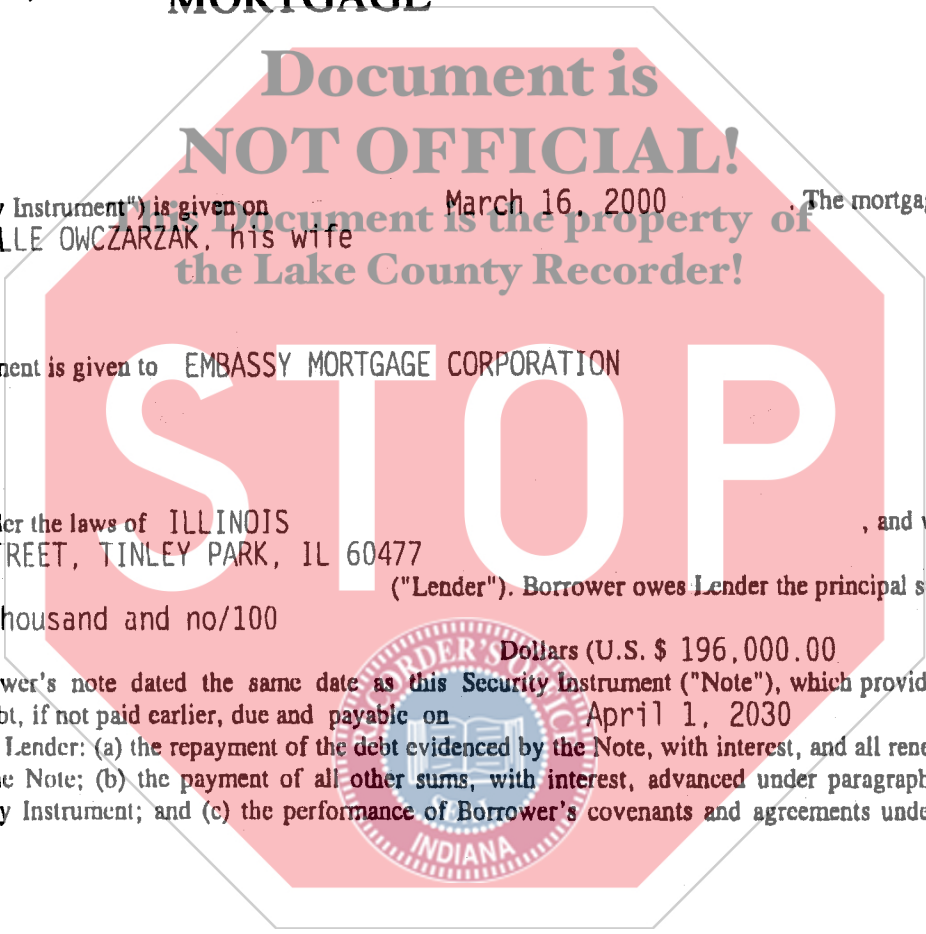 MORTGAGE
Document is
NOT OFFICIAL!
y Instrument") is given on March 16, 2000 . The mortga
This Document is the property of
LLE OWCZARZAK, his wife
the Lake County Recorder!
ment is given to EMBASSY MORTGAGE CORPORATION
STOP
er the laws of ILLINOIS , and
REET, TINLEY PARK, IL 60477
("Lender"). Borrower owes Lender the principal s
housand and no/100
Dollars (U.S. $ 196,000.00
wer's note dated the same date as this Security Instrument ("Note"), which provid
bt, if not paid earlier, due and payable on April 1, 2030
Lender: (a) the repayment of the debt evidenced by the Note, with interest, and all rene
e Note; (b) the payment of all other sums, with interest, advanced under paragraph
y Instrument; and (c) the performance of Borrower's covenants and agreements unde
RECORDER'S OFFICE
INDIANA